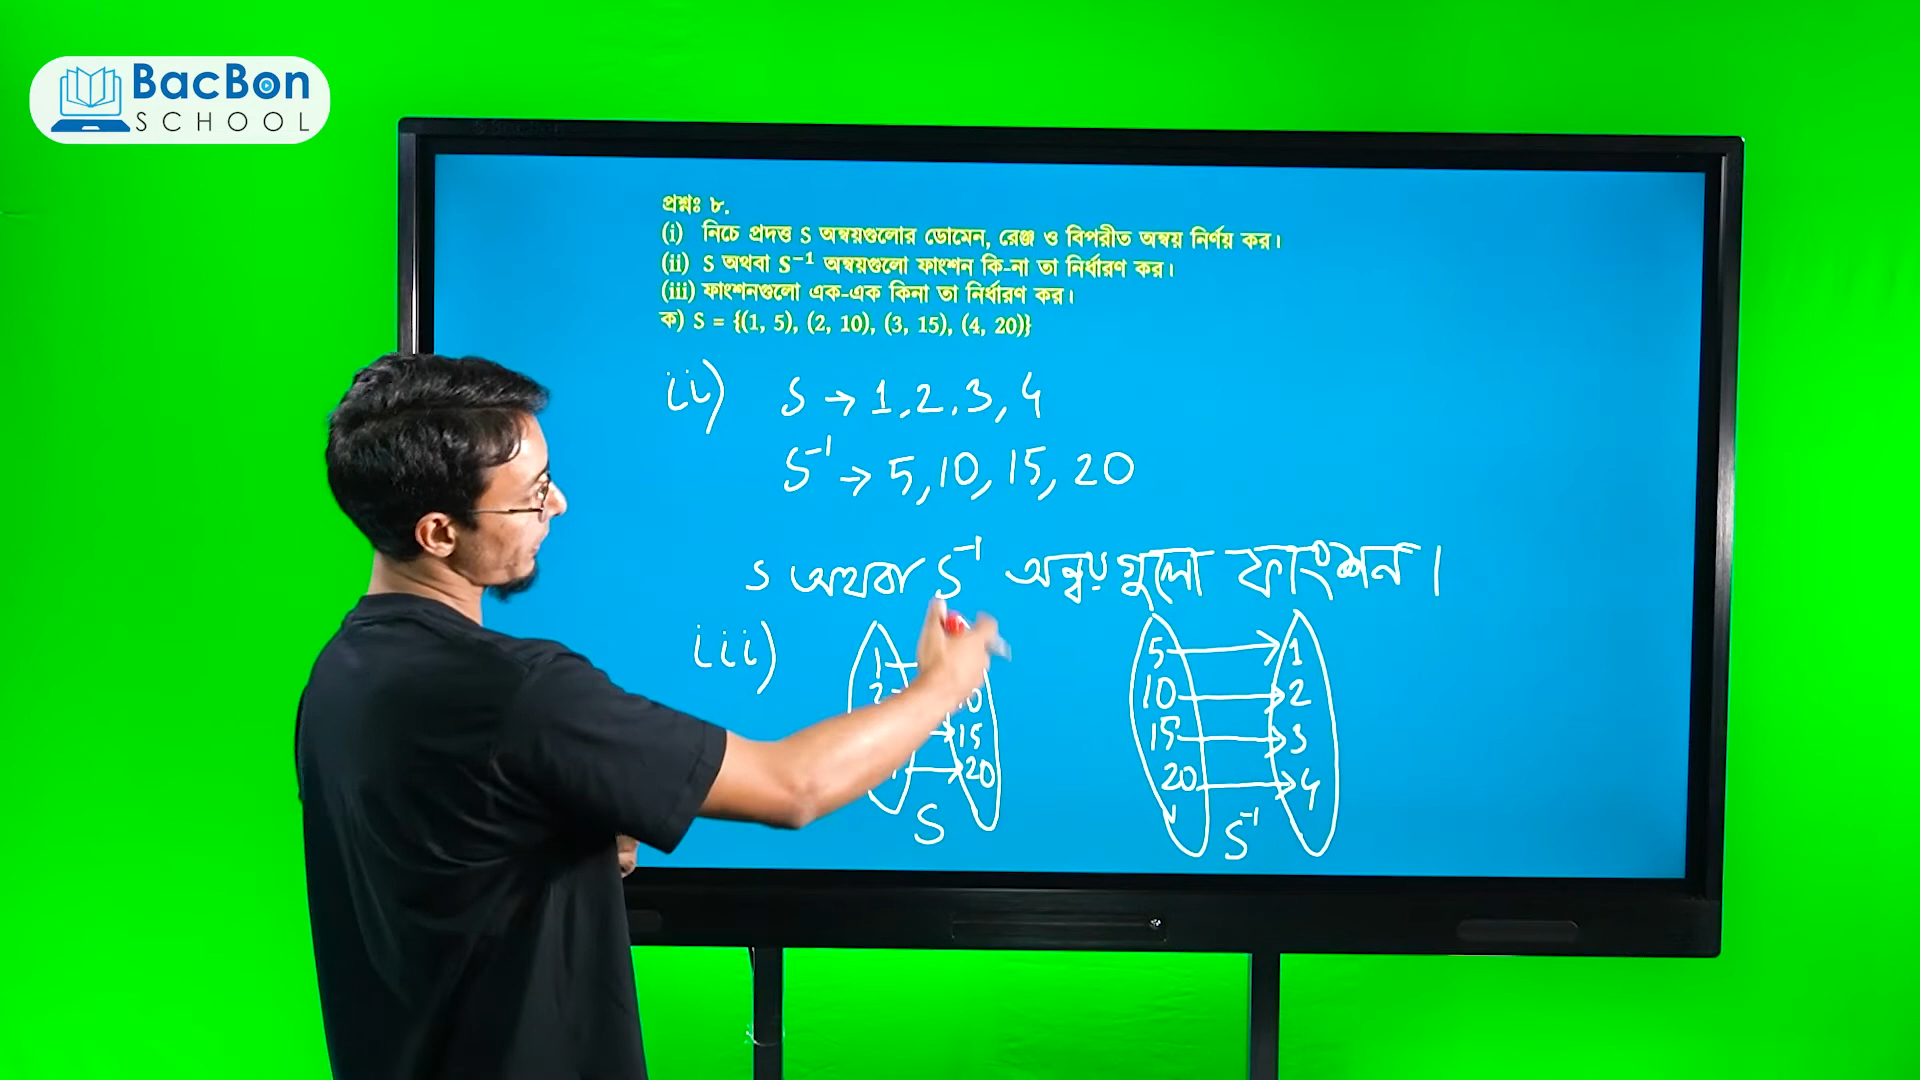 BacBon
SCHOOL
প্রশ্নঃ ৮.
(i) নিচে প্রদত্ত S অন্বয়গুলোর ডোমেন, রেঞ্জ ও বিপরীত অন্বয় নির্ণয় কর।
(ii) S অথবা S⁻¹ অন্বয়গুলো ফাংশন কি-না তা নির্ধারণ কর।
(iii) ফাংশনগুলো এক-এক কিনা তা নির্ধারণ কর।
ক) S = {(1, 5), (2, 10), (3, 15), (4, 20)}
ii) S → 1, 2, 3, 4
S⁻¹ → 5, 10, 15, 20
S অথবা S⁻¹ অন্বয়গুলো ফাংশন।
iii) 1 5 → 1
2 10 10 → 2
→ 15 15 → 3
→ 20 20 → 4
S S⁻¹